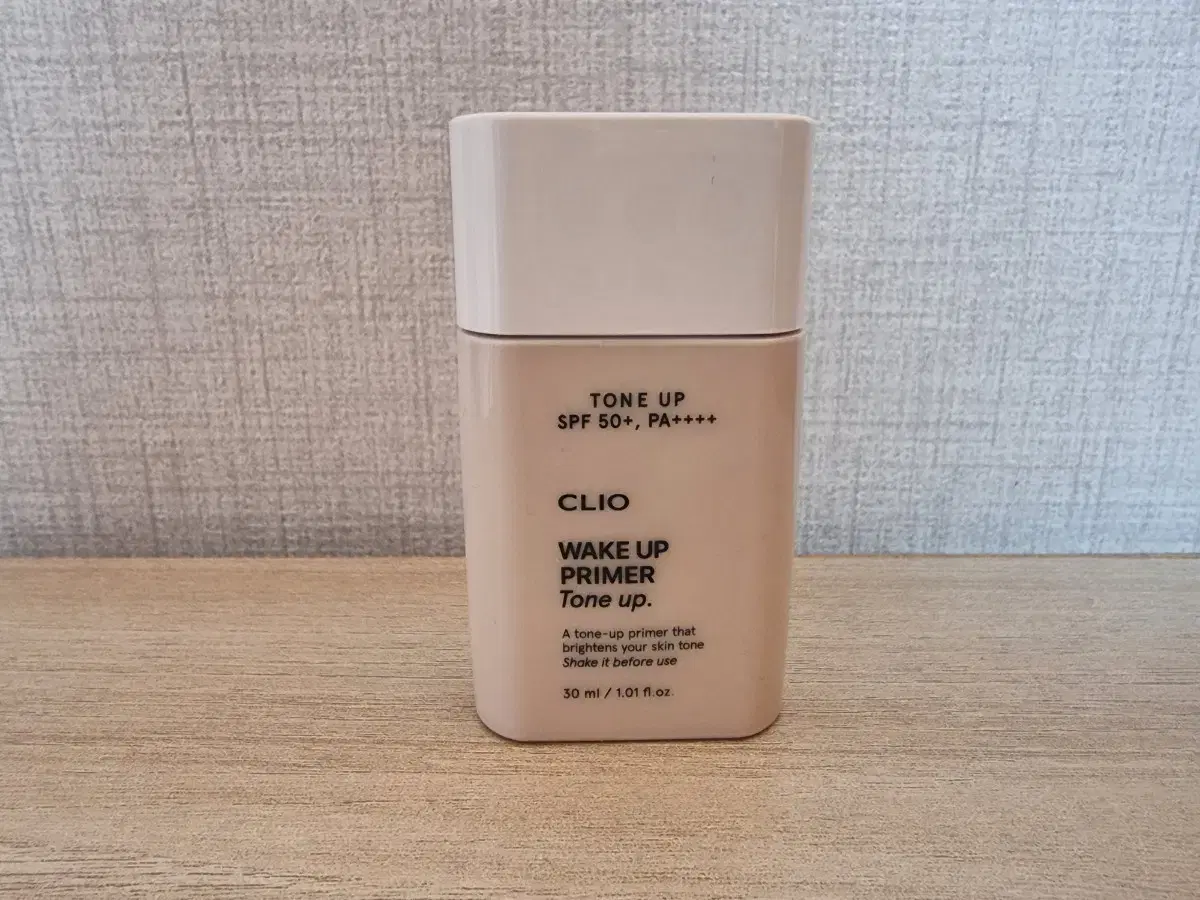 TONE UP
SPF 50+, PA++++
CLIO
WAKE UP
PRIMER
Tone up.
A tone-up primer that
brightens your skin tone
Shake it before use
30 ml / 1.01 fl.oz.